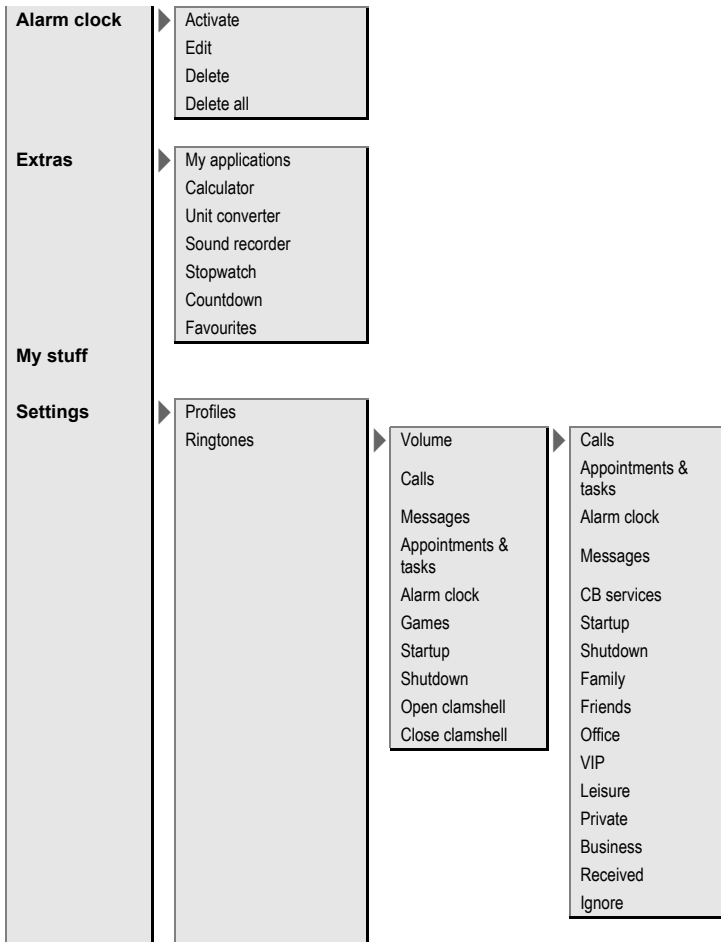 Alarm clock
Activate
Edit
Delete
Delete all
Extras
My applications
Calculator
Unit converter
Sound recorder
Stopwatch
Countdown
Favourites
My stuff
Settings
Profiles
Ringtones
Volume
Calls
Messages
Appointments &
tasks
Alarm clock
Games
Startup
Shutdown
Open clamshell
Close clamshell
Calls
Appointments &
tasks
Alarm clock
Messages
CB services
Startup
Shutdown
Family
Friends
Office
VIP
Leisure
Private
Business
Received
Ignore